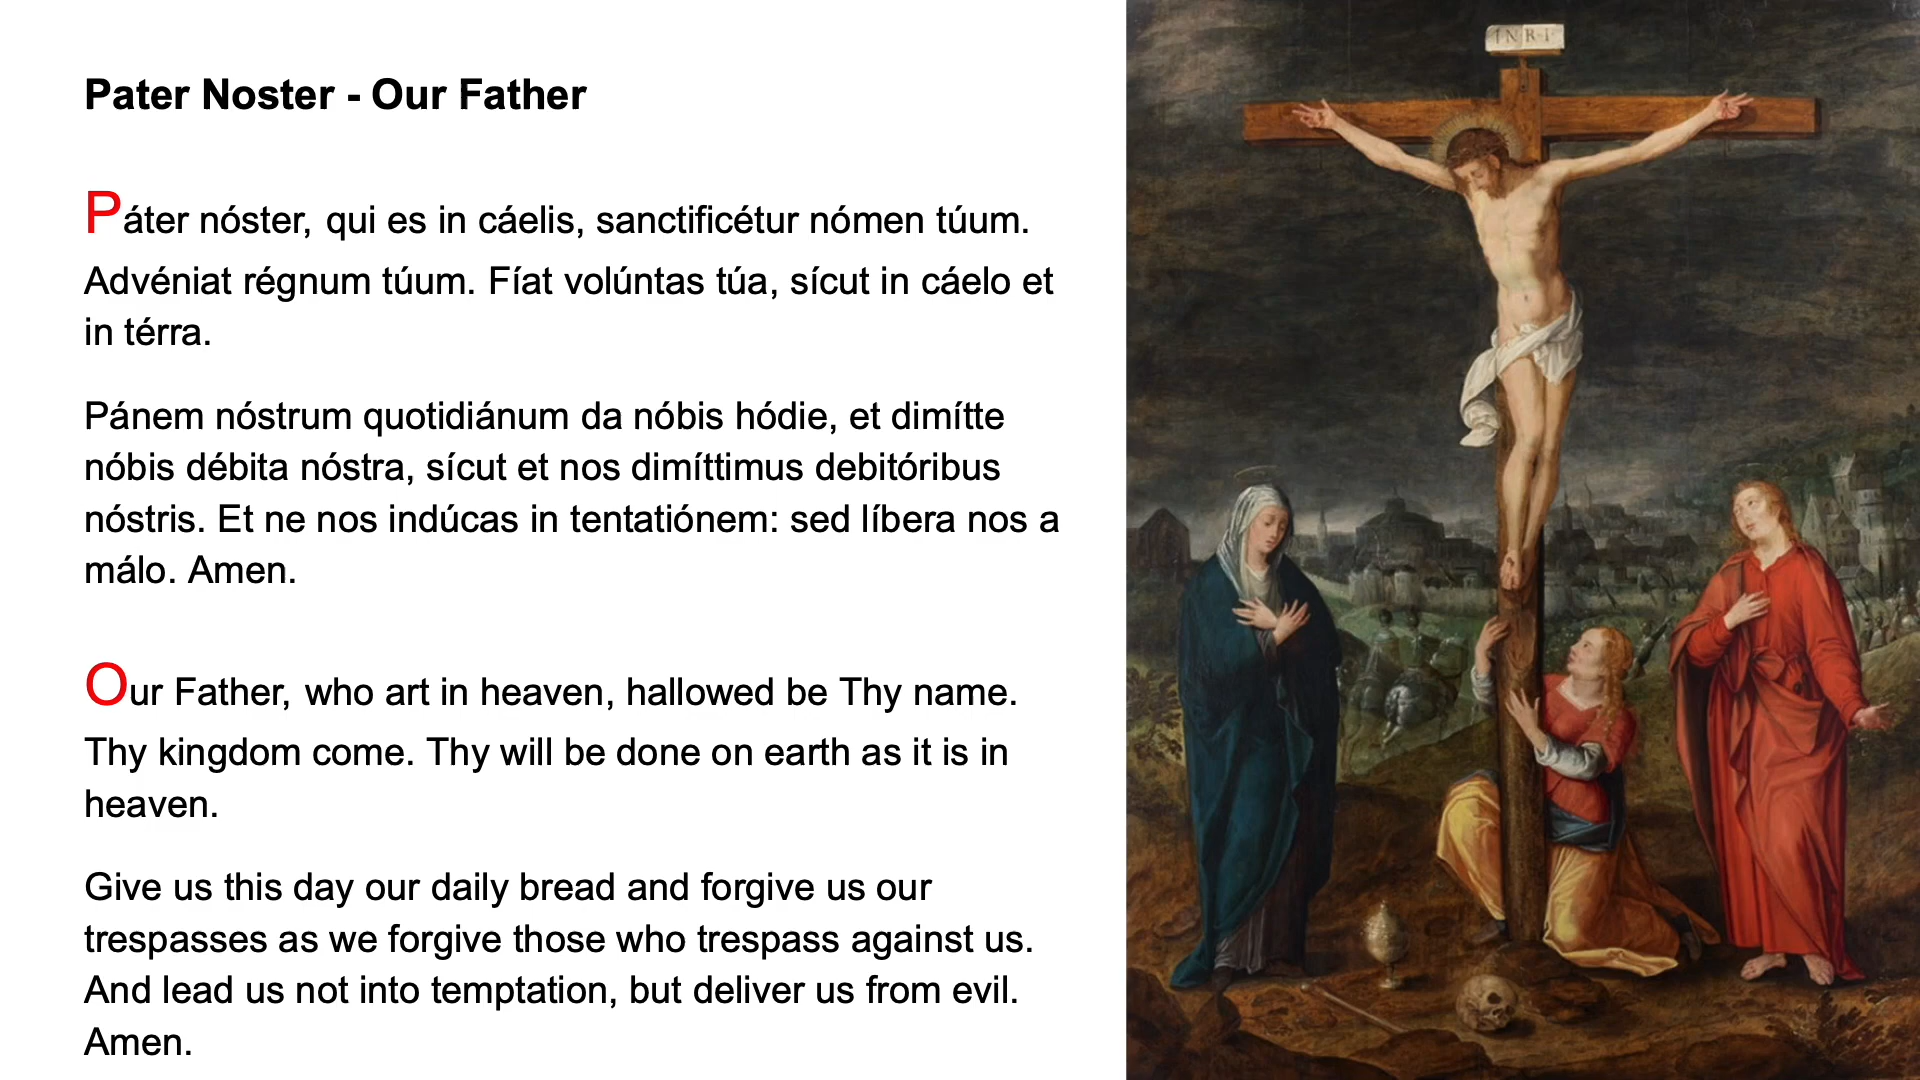 Pater Noster - Our Father
Páter nóster, qui es in cáelis, sanctificétur nómen túum.
Advéniat régnum túum. Fíat volúntas túa, sícut in cáelo et
in térra.
Pánem nóstrum quotidiánum da nóbis hódie, et dimítte
nóbis débita nóstra, sícut et nos dimíttimus debitóribus
nóstris. Et ne nos indúcas in tentatiónem: sed líbera nos a
málo. Amen.
Our Father, who art in heaven, hallowed be Thy name.
Thy kingdom come. Thy will be done on earth as it is in
heaven.
Give us this day our daily bread and forgive us our
trespasses as we forgive those who trespass against us.
And lead us not into temptation, but deliver us from evil.
Amen.
INRI